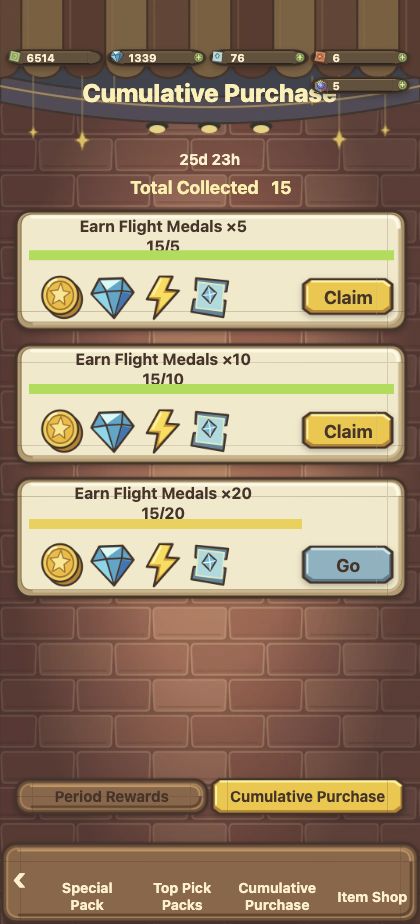 6514
1339
76
6
5
Cumulative Purchase
25d 23h
Total Collected 15
Earn Flight Medals ×5
15/5
Claim
Earn Flight Medals ×10
15/10
Claim
Earn Flight Medals ×20
15/20
Go
Period Rewards
Cumulative Purchase
Special
Pack
Top Pick
Packs
Cumulative
Purchase
Item Shop